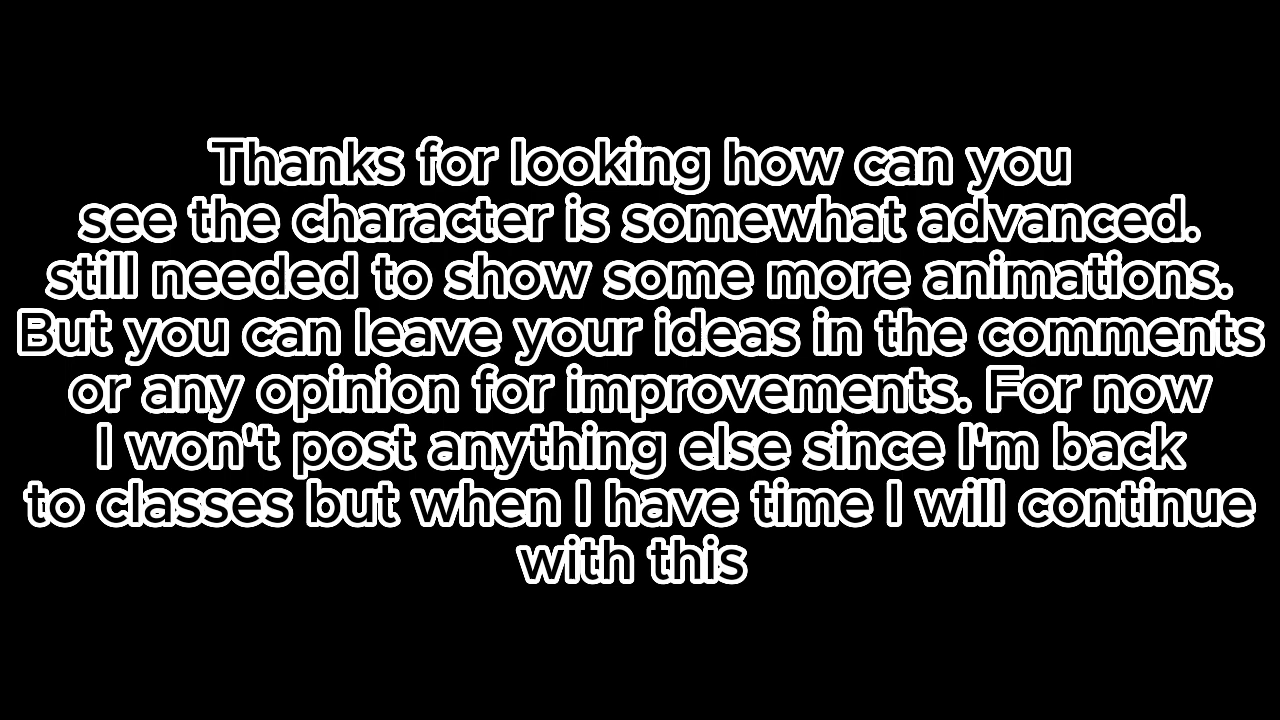 Thanks for looking how can you
see the character is somewhat advanced.
still needed to show some more animations.
But you can leave your ideas in the comments
or any opinion for improvements. For now
I won't post anything else since I'm back
to classes but when I have time I will continue
with this